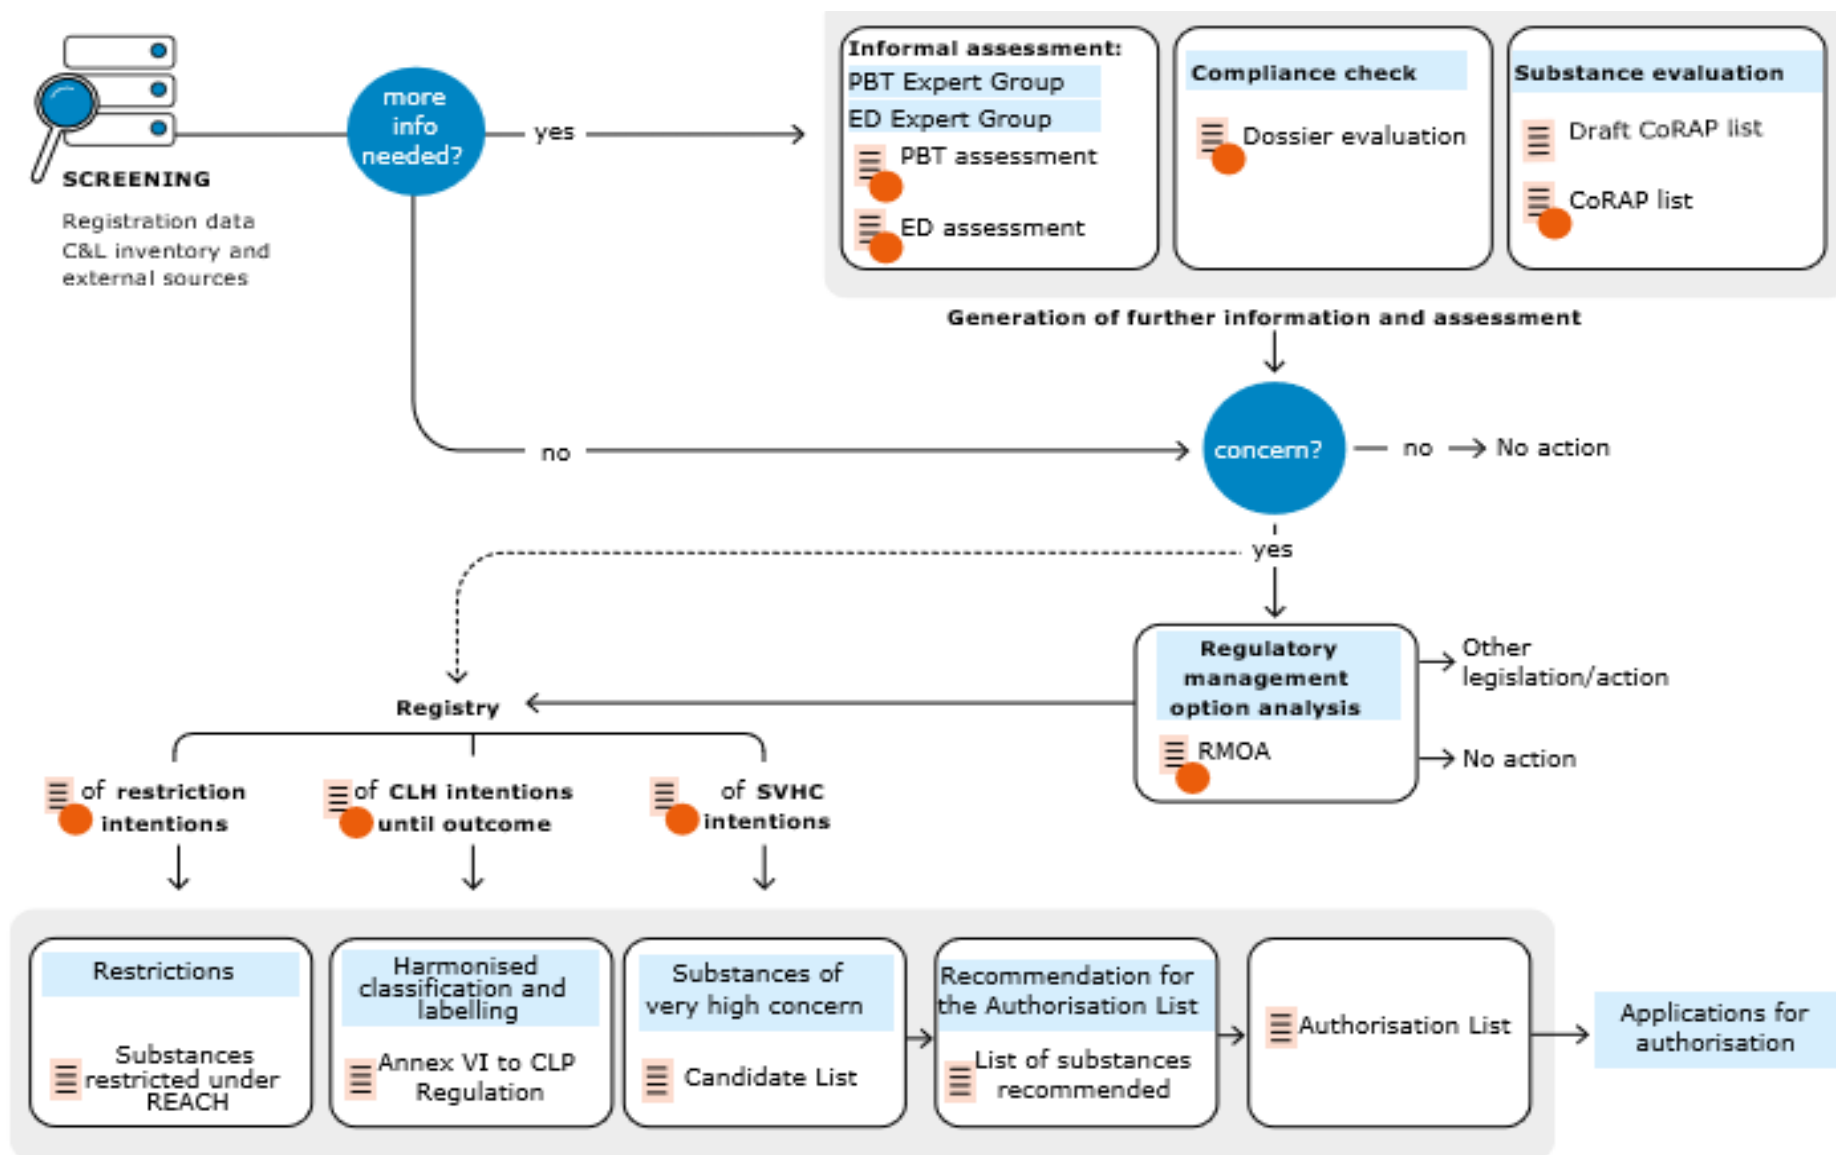 SCREENING
Registration data
C&L inventory and
external sources
more
info
needed?
yes
no
Informal assessment:
PBT Expert Group
ED Expert Group
PBT assessment
ED assessment
Compliance check
Dossier evaluation
Substance evaluation
Draft CoRAP list
CoRAP list
Generation of further information and assessment
concern?
no
No action
yes
Regulatory
management
option analysis
RMOA
Other
legislation/action
No action
Registry
of restriction
intentions
of CLH intentions
until outcome
of SVHC
intentions
Restrictions
Substances
restricted under
REACH
Harmonised
classification and
labelling
Annex VI to CLP
Regulation
Substances of
very high concern
Candidate List
Recommendation for
the Authorisation List
List of substances
recommended
Authorisation List
Applications for
authorisation